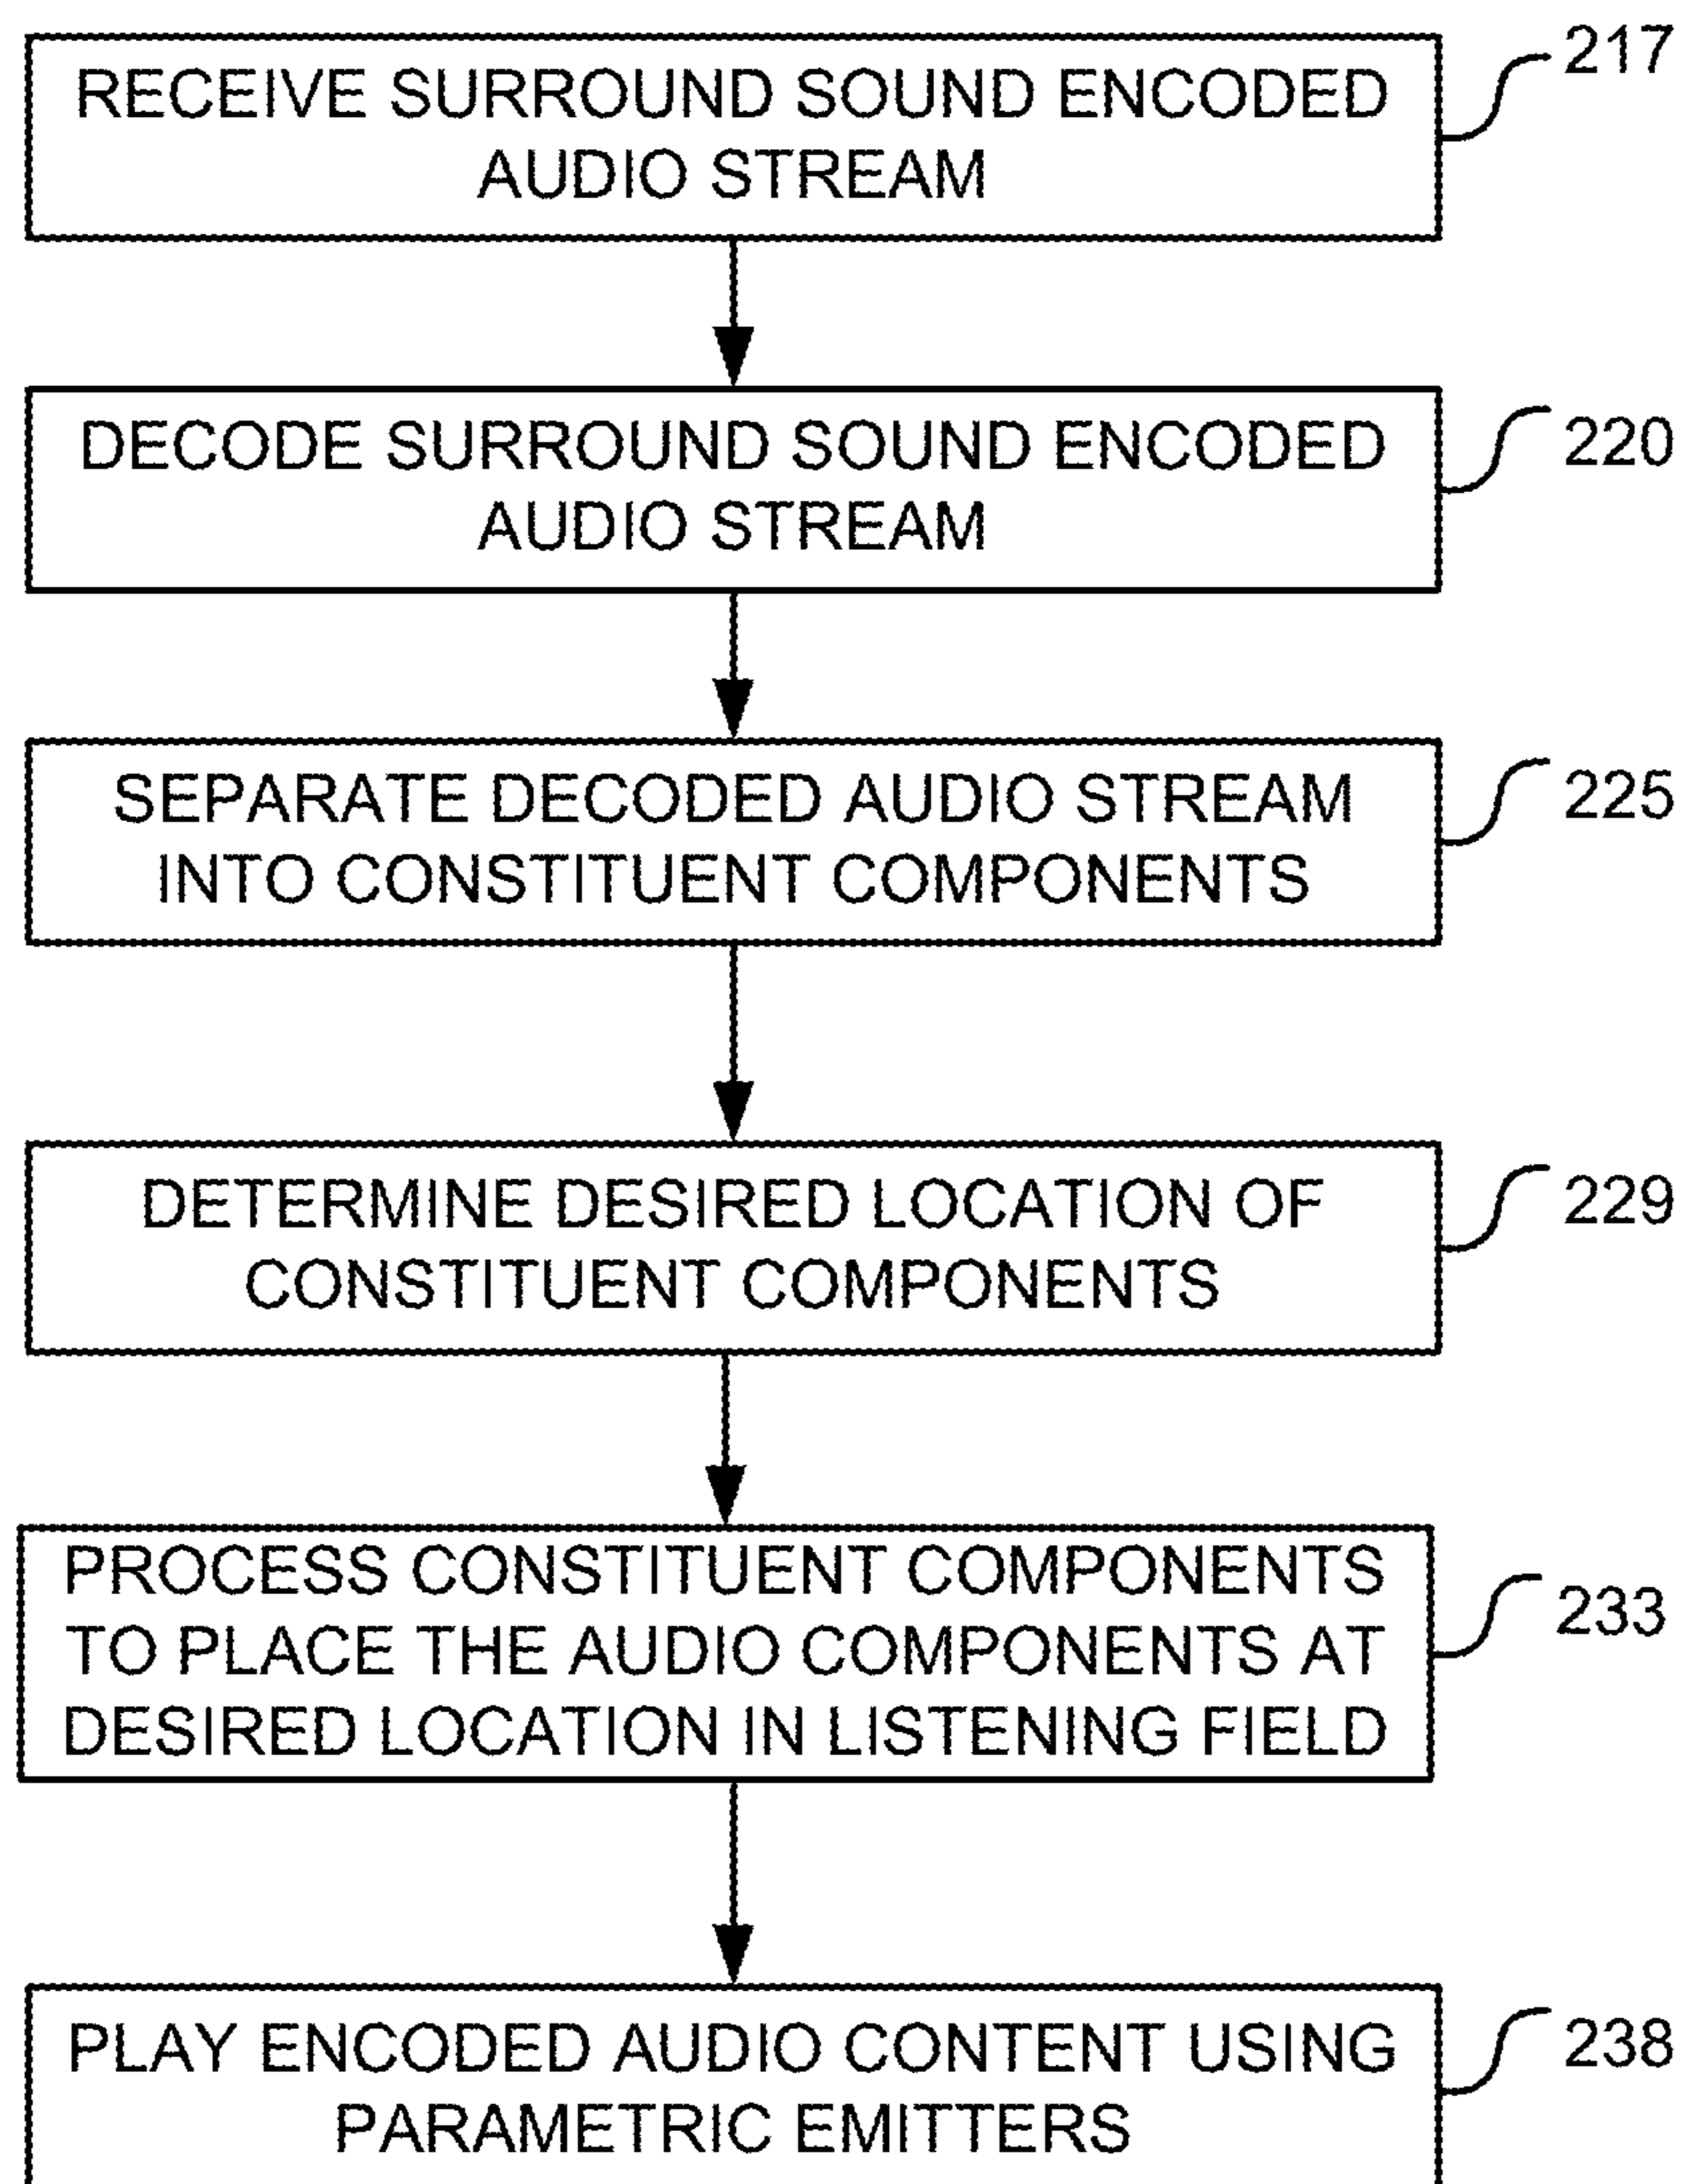 RECEIVE SURROUND SOUND ENCODED
AUDIO STREAM
217
DECODE SURROUND SOUND ENCODED
AUDIO STREAM
220
SEPARATE DECODED AUDIO STREAM
INTO CONSTITUENT COMPONENTS
225
DETERMINE DESIRED LOCATION OF
CONSTITUENT COMPONENTS
229
PROCESS CONSTITUENT COMPONENTS
TO PLACE THE AUDIO COMPONENTS AT
DESIRED LOCATION IN LISTENING FIELD
233
PLAY ENCODED AUDIO CONTENT USING
PARAMETRIC EMITTERS
238